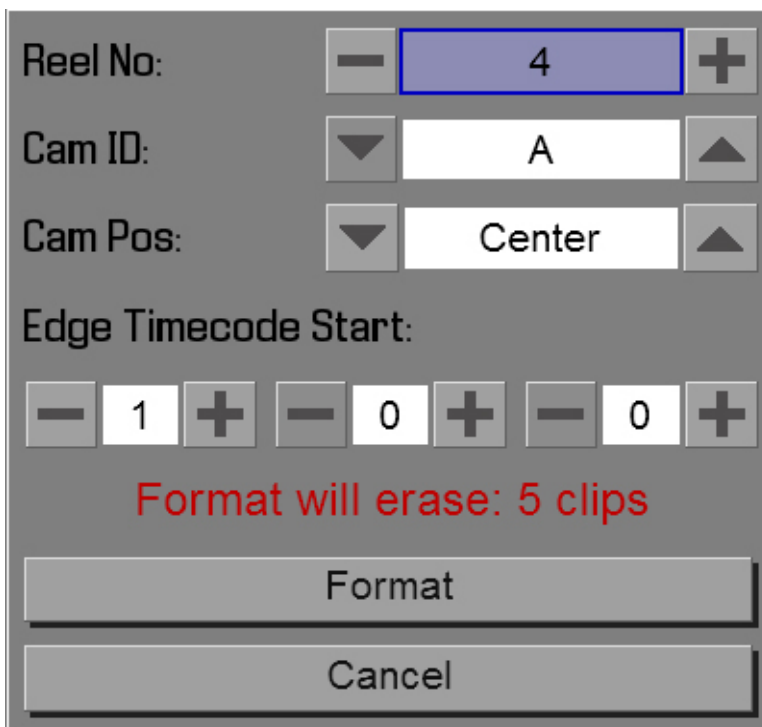 Reel No: 4
Cam ID: A
Cam Pos: Center
Edge Timecode Start:
1 0 0
Format will erase: 5 clips
Format
Cancel